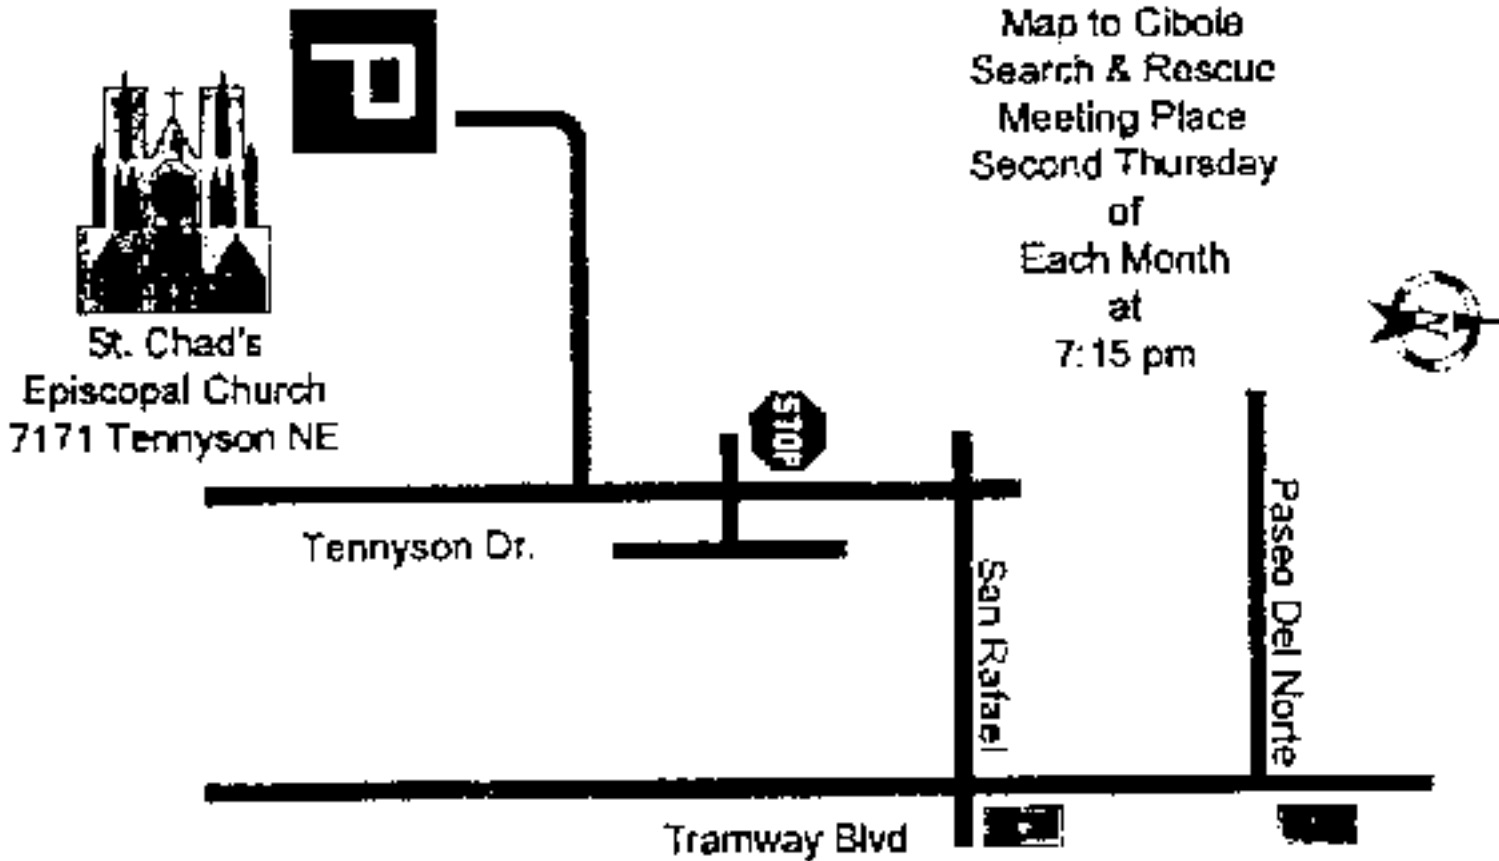 Map to Cibola
Search & Rescue
Meeting Place
Second Thursday
of
Each Month
at
7:15 pm
P
N
St. Chad's
Episcopal Church
7171 Tennyson NE
STOP
Tennyson Dr.
San Rafael
Paseo Del Norte
Tramway Blvd